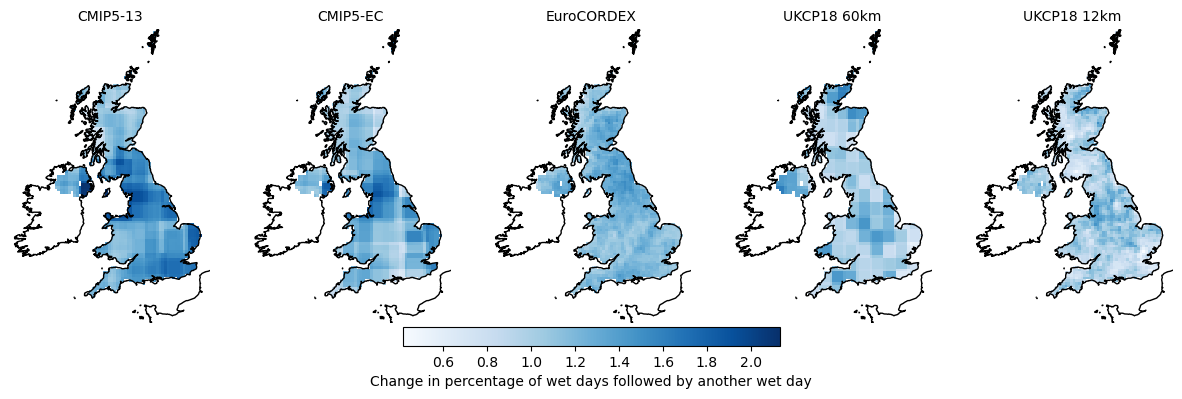 CMIP5-13 CMIP5-EC EuroCORDEX UKCP18 60km UKCP18 12km
0.6 0.8 1.0 1.2 1.4 1.6 1.8 2.0
Change in percentage of wet days followed by another wet day